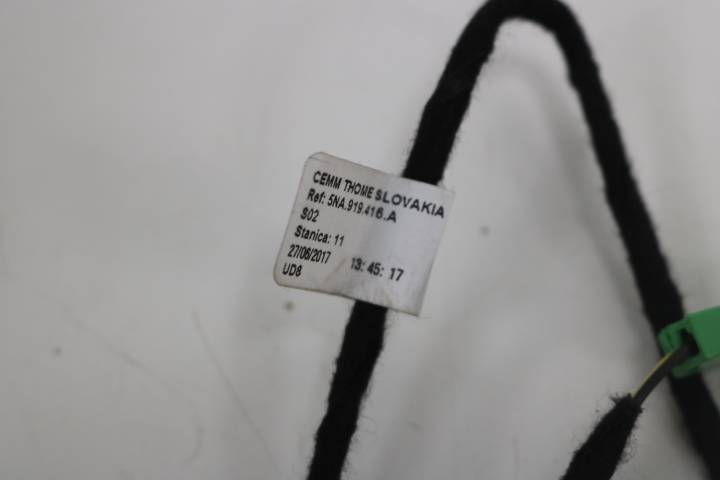 CEMM THOME SLOVAKIA
Ref: 5NA.919.416.A
S02
Stanica: 11
27/06/2017 13: 45: 17
UD8